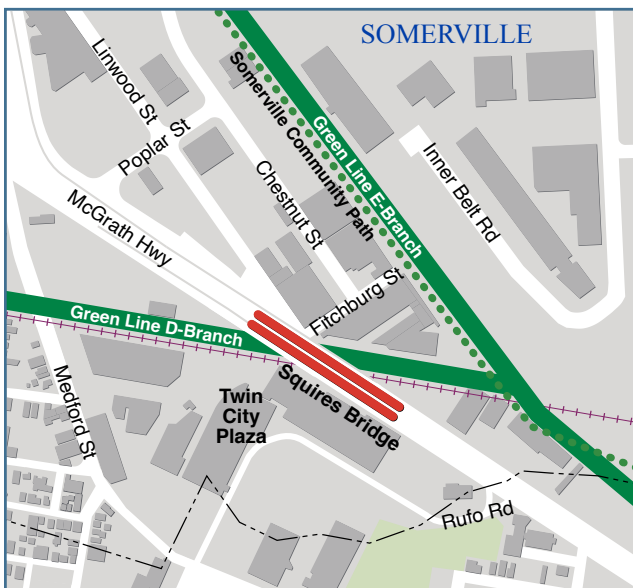 SOMERVILLE
Linwood St
Poplar St
Somerville Community Path
Green Line E-Branch
Inner Belt Rd
Chestnut St
McGrath Hwy
Fitchburg St
Green Line D-Branch
Medford St
Twin
City
Plaza
Squires Bridge
Rufo Rd